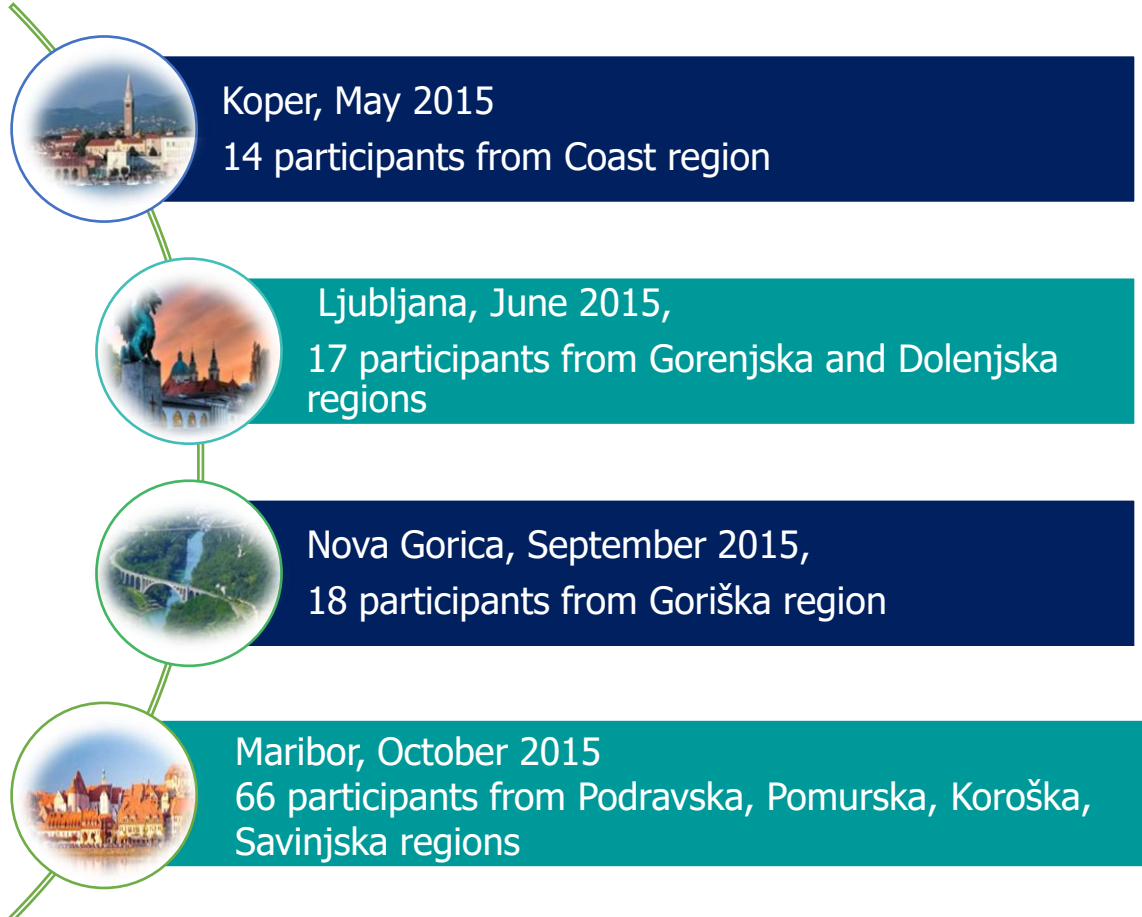 Koper, May 2015
14 participants from Coast region
Ljubljana, June 2015,
17 participants from Gorenjska and Dolenjska
regions
Nova Gorica, September 2015,
18 participants from Goriška region
Maribor, October 2015
66 participants from Podravska, Pomurska, Koroška,
Savinjska regions